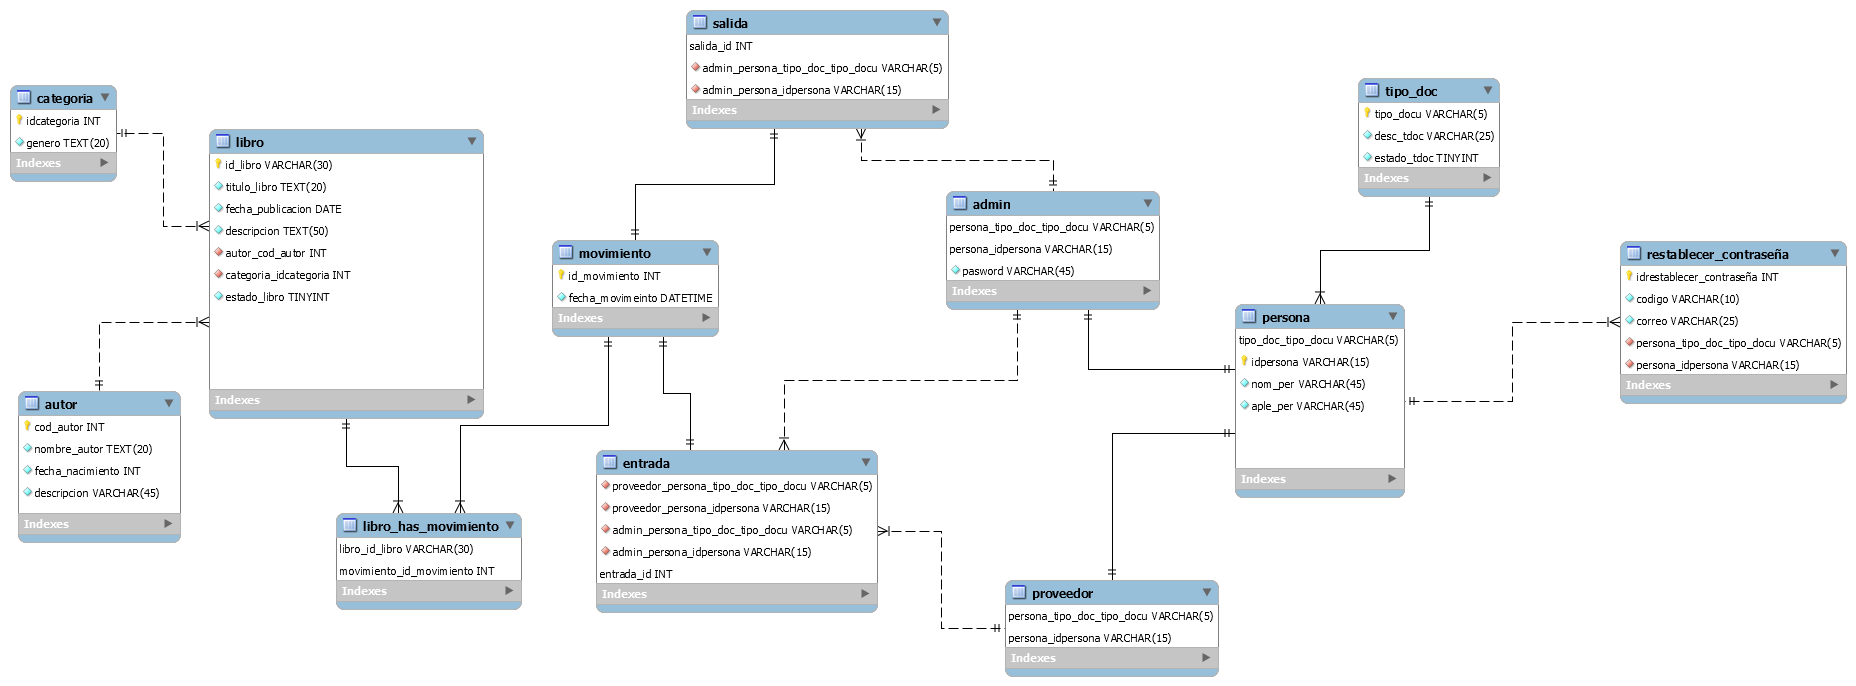 categoria
idcategoria INT
genero TEXT(20)
Indexes
libro
id_libro VARCHAR(30)
titulo_libro TEXT(20)
fecha_publicacion DATE
descripcion TEXT(50)
autor_cod_autor INT
categoria_idcategoria INT
estado_libro TINYINT
Indexes
autor
cod_autor INT
nombre_autor TEXT(20)
fecha_nacimiento INT
descripcion VARCHAR(45)
Indexes
libro_has_movimiento
libro_id_libro VARCHAR(30)
movimiento_id_movimiento INT
Indexes
salida
salida_id INT
admin_persona_tipo_doc_tipo_docu VARCHAR(5)
admin_persona_idpersona VARCHAR(15)
Indexes
movimiento
id_movimiento INT
fecha_movimeinto DATETIME
Indexes
entrada
proveedor_persona_tipo_doc_tipo_docu VARCHAR(5)
proveedor_persona_idpersona VARCHAR(15)
admin_persona_tipo_doc_tipo_docu VARCHAR(5)
admin_persona_idpersona VARCHAR(15)
entrada_id INT
Indexes
admin
persona_tipo_doc_tipo_docu VARCHAR(5)
persona_idpersona VARCHAR(15)
pasword VARCHAR(45)
Indexes
proveedor
persona_tipo_doc_tipo_docu VARCHAR(5)
persona_idpersona VARCHAR(15)
Indexes
tipo_doc
tipo_docu VARCHAR(5)
desc_tdoc VARCHAR(25)
estado_tdoc TINYINT
Indexes
persona
tipo_doc_tipo_docu VARCHAR(5)
idpersona VARCHAR(15)
nom_per VARCHAR(45)
aple_per VARCHAR(45)
Indexes
restablecer_contraseña
idrestablecer_contraseña INT
codigo VARCHAR(10)
correo VARCHAR(25)
persona_tipo_doc_tipo_docu VARCHAR(5)
persona_idpersona VARCHAR(15)
Indexes